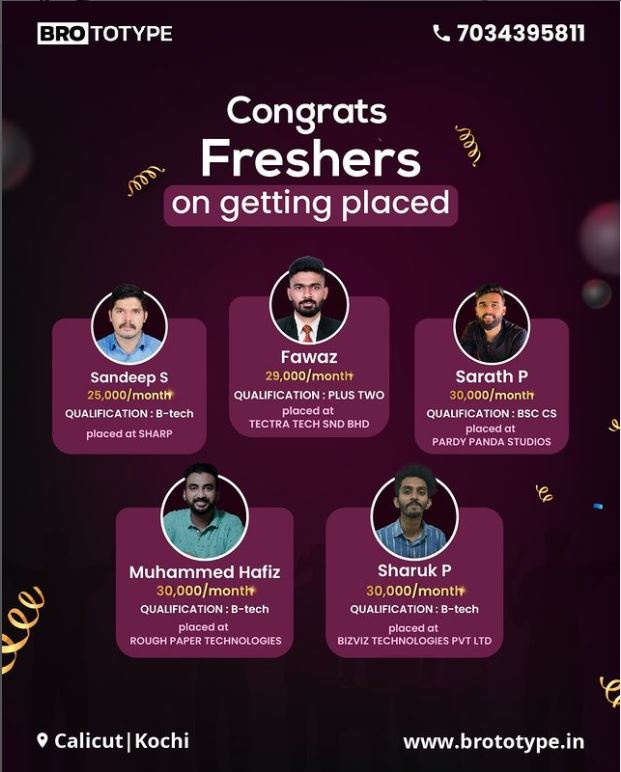 BROTOTYPE
7034395811
Congrats
Freshers
on getting placed
Sandeep S
25,000/month
QUALIFICATION : B-tech
placed at SHARP
Fawaz
29,000/month
QUALIFICATION : PLUS TWO
placed at
TECTRA TECH SND BHD
Sarath P
30,000/month
QUALIFICATION : BSC CS
placed at
PARDY PANDA STUDIOS
Muhammed Hafiz
30,000/month
QUALIFICATION : B-tech
placed at
ROUGH PAPER TECHNOLOGIES
Sharuk P
30,000/month
QUALIFICATION : B-tech
placed at
BIZVIZ TECHNOLOGIES PVT LTD
Calicut|Kochi
www.brototype.in